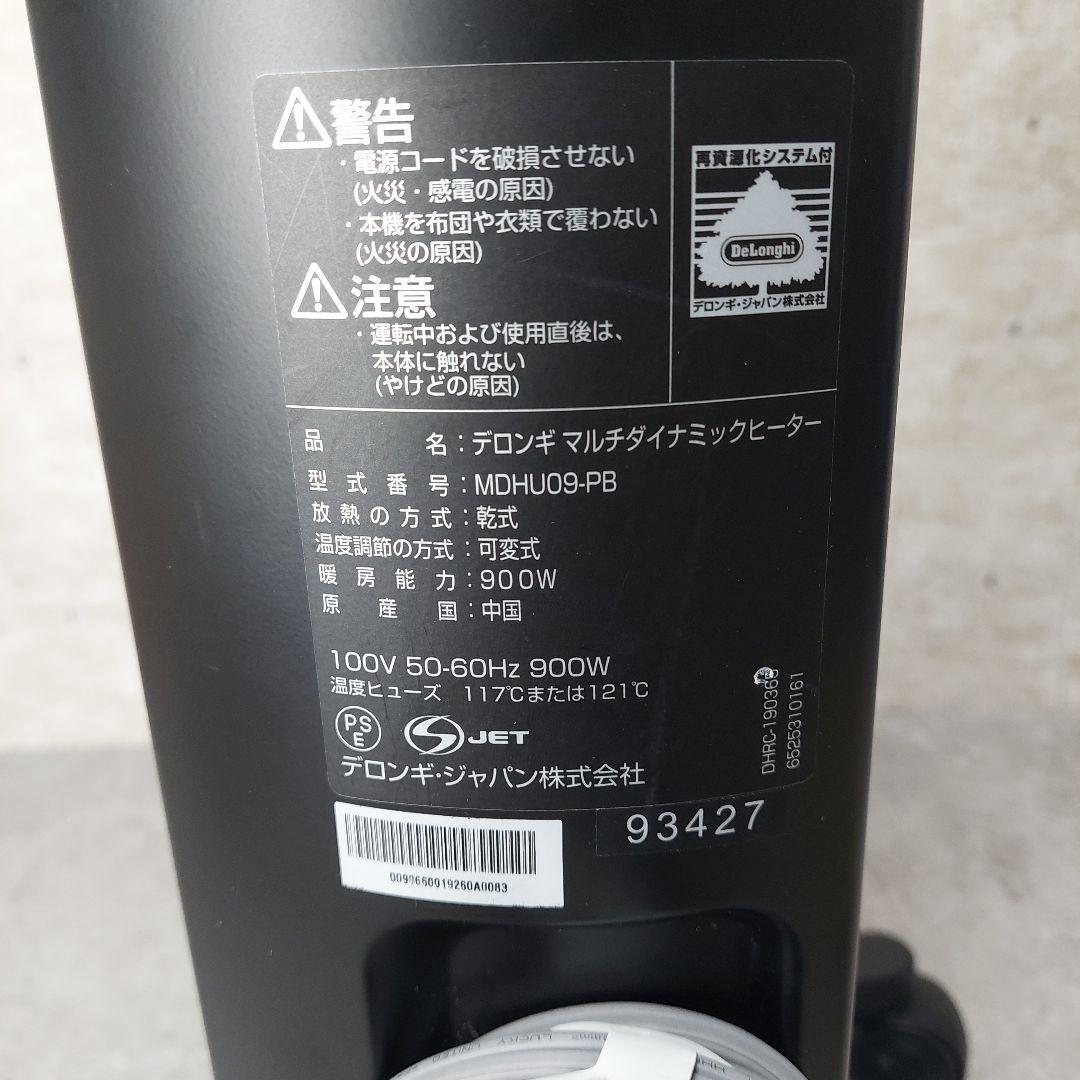 警告
・電源コードを破損させない
(火災・感電の原因)
・本機を布団や衣類で覆わない
(火災の原因)
注意
・運転中および使用直後は、
本体に触れない
(やけどの原因)
再資源化システム付
DeLonghi
デロンギ・ジャパン株式会社
品名：デロンギ マルチダイナミックヒーター
型式番号：MDHU09-PB
放熱の方式：乾式
温度調節の方式：可変式
暖房能力：900W
原産国：中国
100V 50-60Hz 900W
温度ヒューズ 117℃または121℃
PS
E
JET
デロンギ・ジャパン株式会社
6525310161
93427
0090660019260A0083
LUCKY UNITED